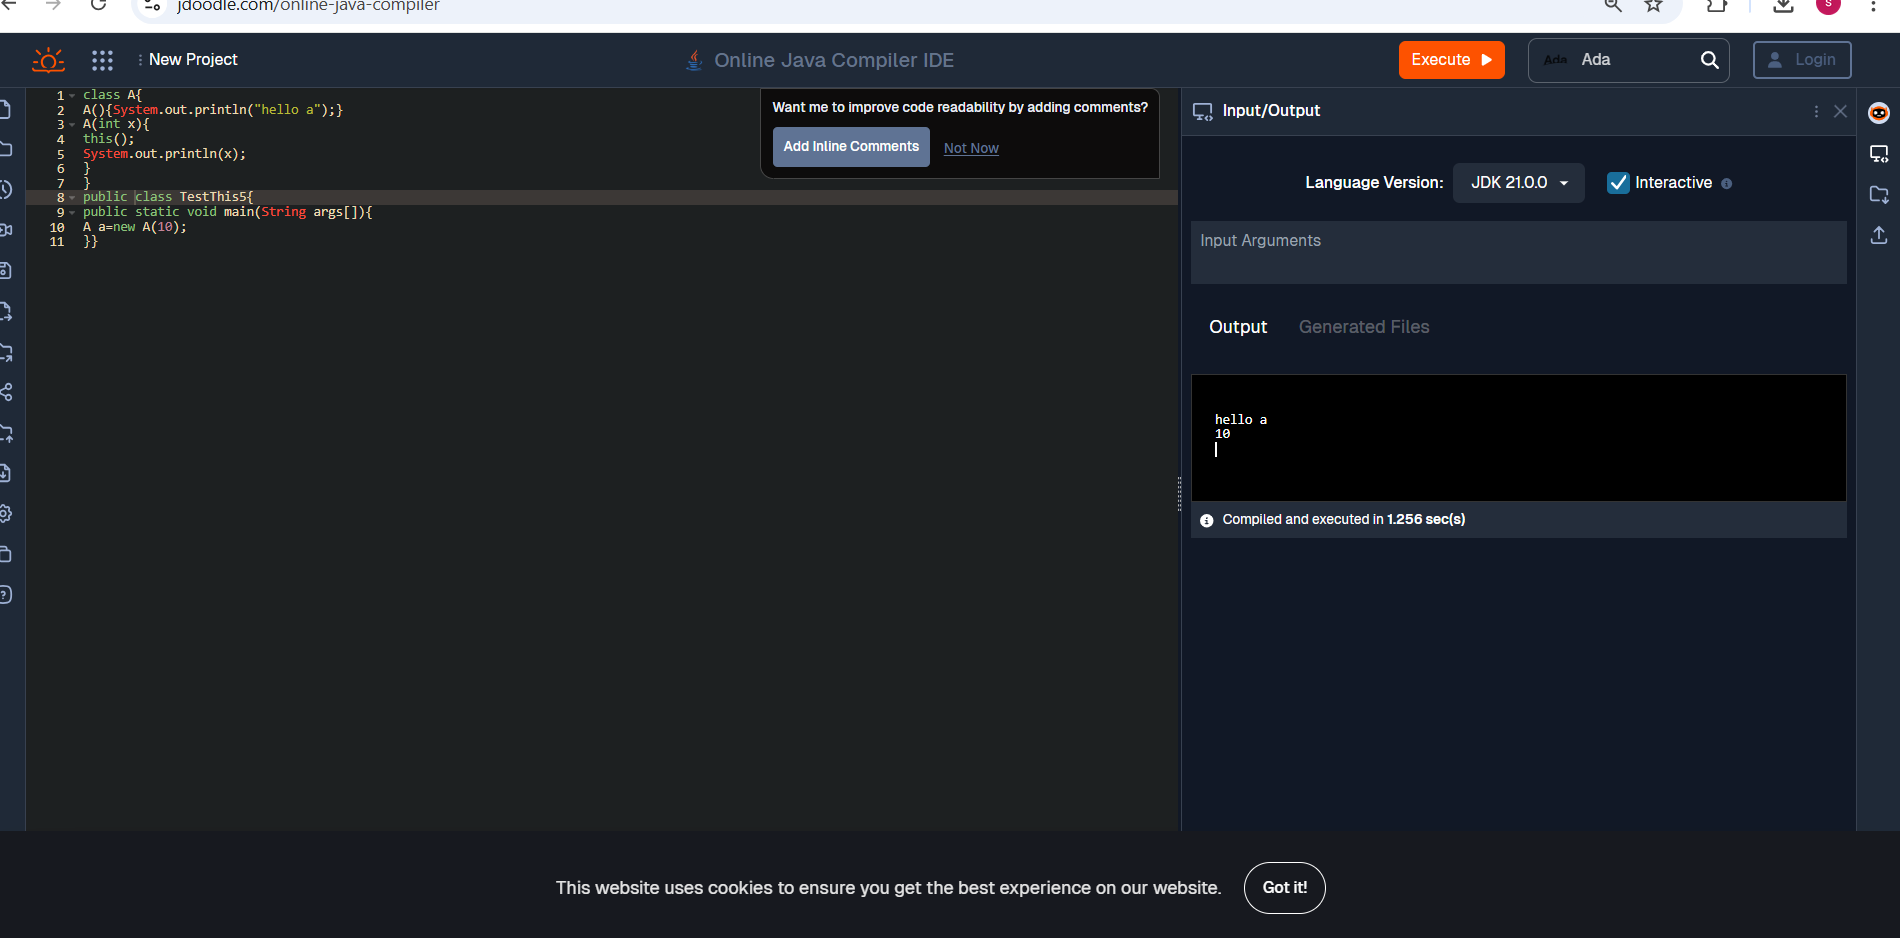 jdoodle.com/online-java-compiler
S
New Project
Online Java Compiler IDE
Execute
Ada
Ada
Login
1 class A{
2 A(){System.out.println("hello a");}
3 A(int x){
4 this();
5 System.out.println(x);
6 }
7 }
8 public class TestThis5{
9 public static void main(String args[]){
10 A a=new A(10);
11 }}
Want me to improve code readability by adding comments?
Add Inline Comments
Not Now
Input/Output
Language Version:
JDK 21.0.0
Interactive
Input Arguments
Output
Generated Files
hello a
10
Compiled and executed in 1.256 sec(s)
This website uses cookies to ensure you get the best experience on our website.
Got it!